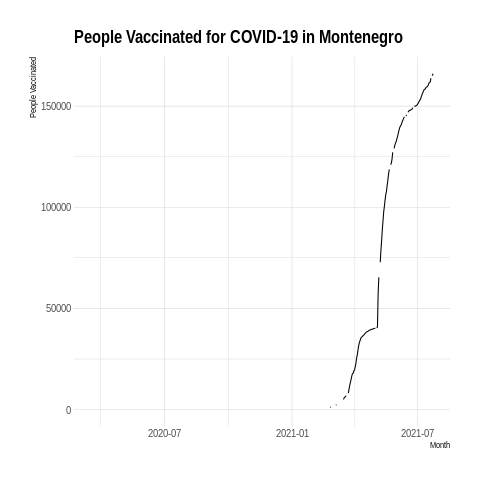 People Vaccinated for COVID-19 in Montenegro
People Vaccinated
150000
100000
50000
0
2020-07
2021-01
2021-07
Month